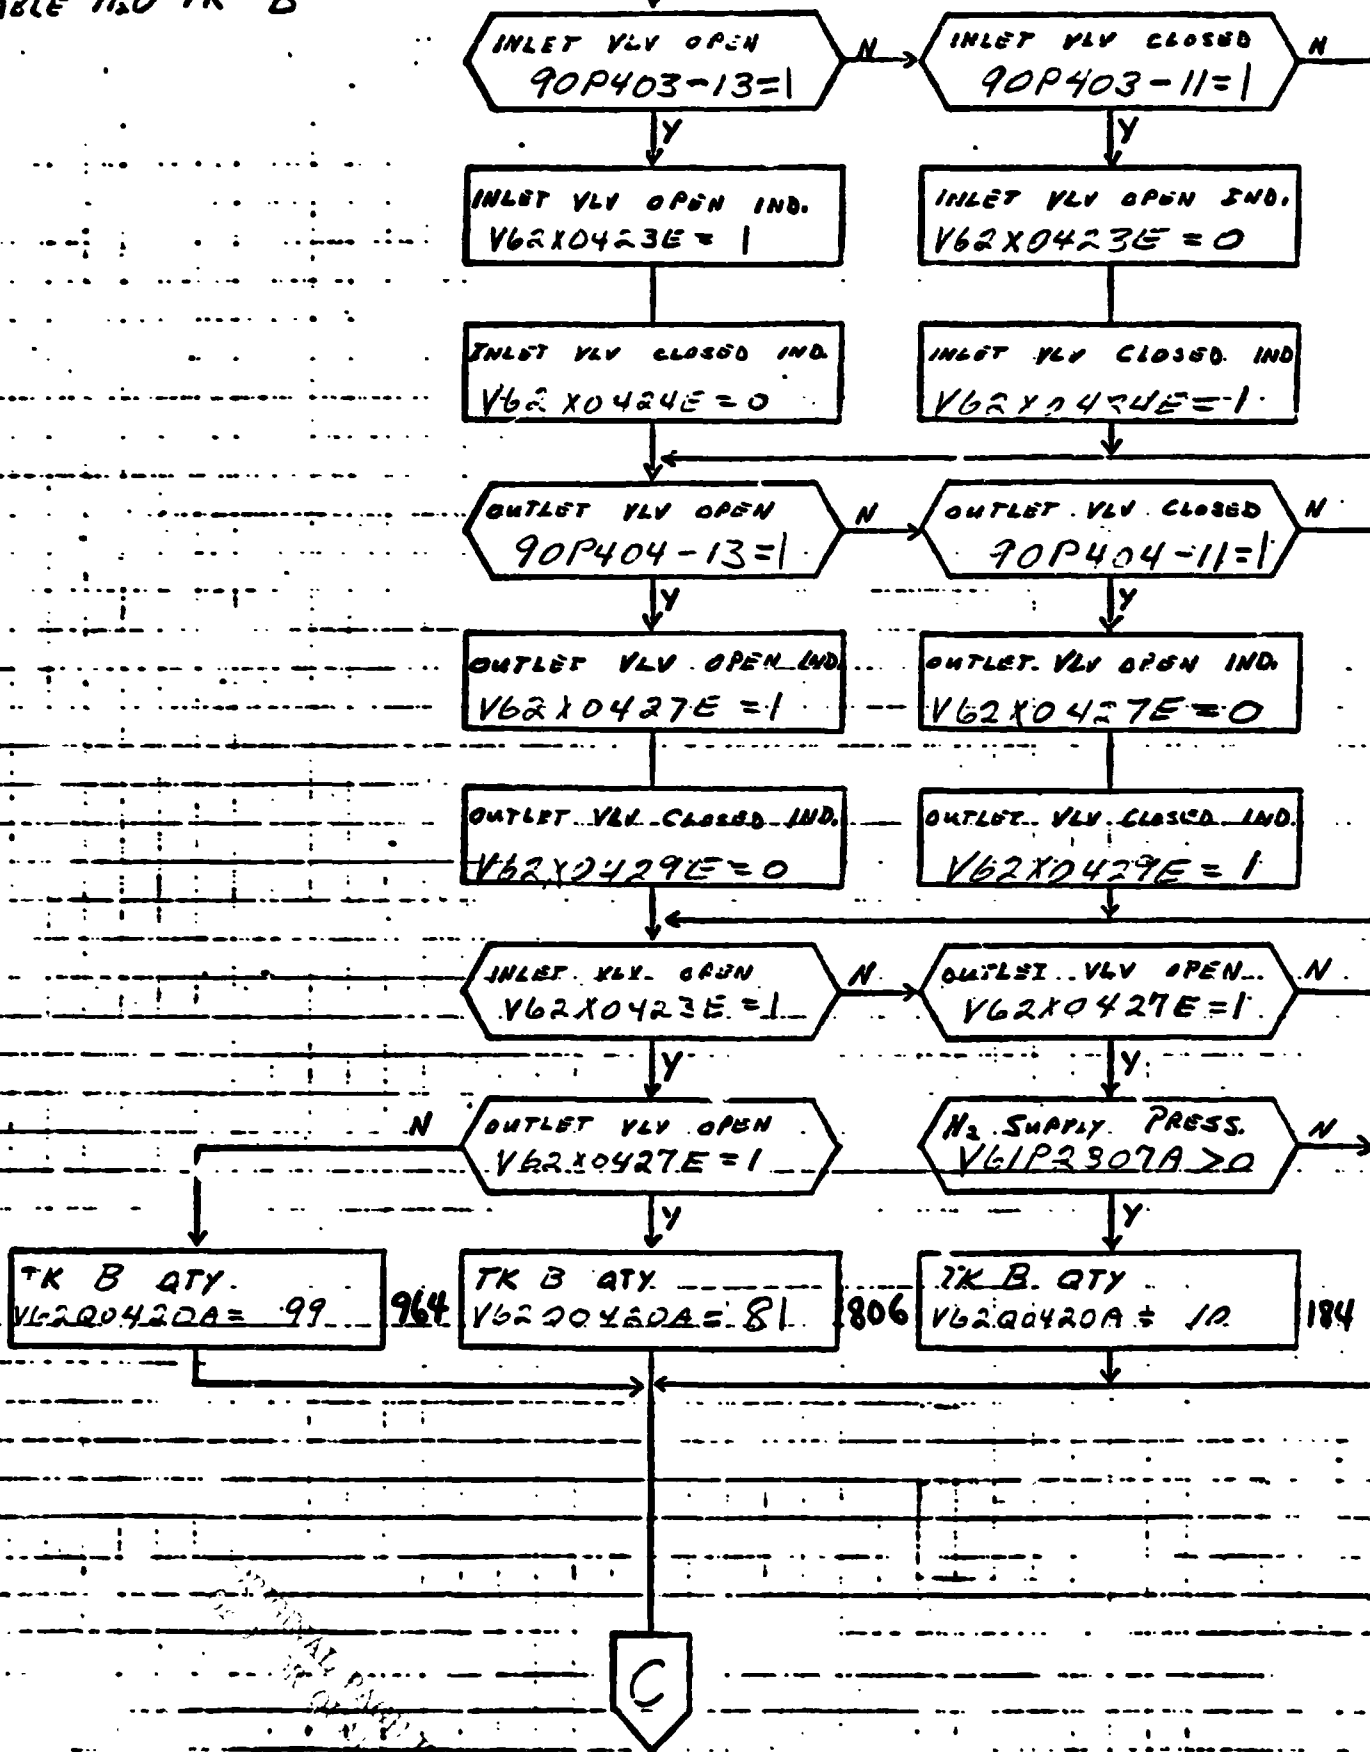 TK B
INLET VLV OPEN
90P403-13=1
N
INLET VLV CLOSED
90P403-11=1
N
Y
Y
INLET VLV OPEN IND.
V62X0423E = 1
INLET VLV OPEN IND.
V62X0423E = 0
INLET VLV CLOSED IND.
V62X0424E = 0
INLET VLV CLOSED IND
V62X0424E = 1
OUTLET VLV OPEN
90P404-13=1
N
OUTLET VLV CLOSED
90P404-11=1
N
Y
Y
OUTLET VLV OPEN IND.
V62X0427E = 1
OUTLET VLV OPEN IND.
V62X0427E = 0
OUTLET VLV CLOSED IND.
V62X0429E = 0
OUTLET VLV CLOSED IND.
V62X0429E = 1
INLET VLV OPEN
V62X0423E = 1
N
OUTLET VLV OPEN
V62X0427E = 1
N
Y
Y
N
OUTLET VLV OPEN
V62X0427E = 1
SUPPLY PRESS.
V61P2307A >0
N
Y
Y
TK B QTY
V62Q0420A = 99
964
TK B QTY
V62Q0420A = 81
806
TK B QTY
V62Q0420A =
184
C